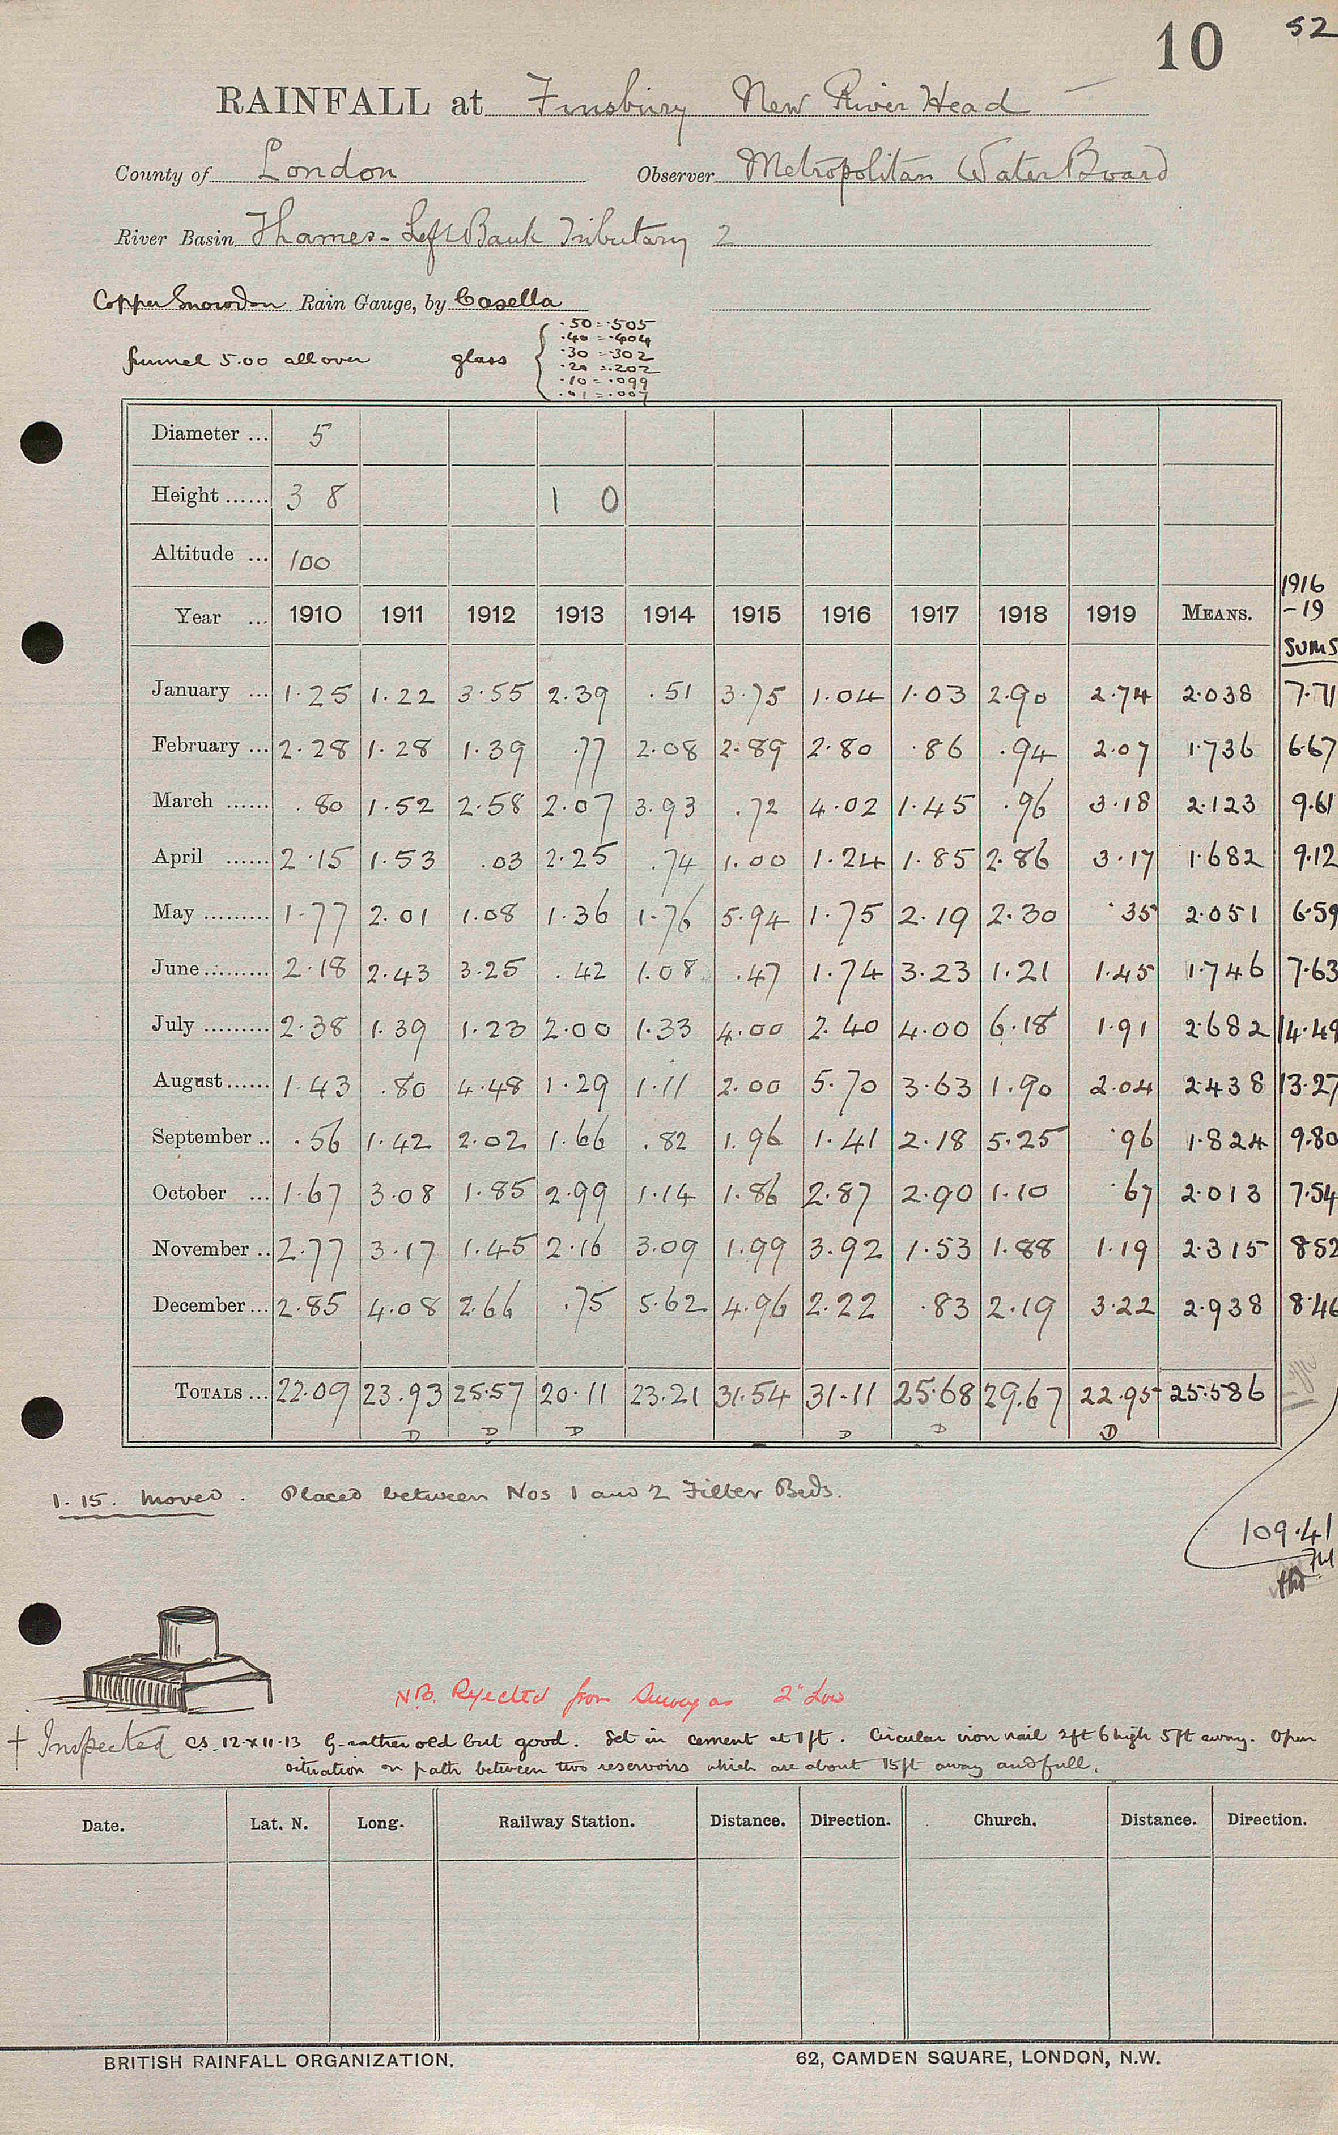 10 52
RAINFALL at Finsbury New River Head
County of London Observer Metropolitan Water Board
River Basin Thames - Left Bank Tributary 2
Copper Snowdon Rain Gauge, by Casella
funnel 5.00 all over glass
.50 = .505
.40 = .404
.30 = .302
.20 = .202
.10 = .099
.01 = .007
Diameter ... 5
Height ...... 3 8 1 0
Altitude ... 100
1916
Year ... 1910 1911 1912 1913 1914 1915 1916 1917 1918 1919 MEANS. -19
SUMS
January ... 1.25 1.22 3.55 2.39 .51 3.75 1.04 1.03 2.90 2.74 2.038 7.71
February ... 2.28 1.28 1.39 .77 2.08 2.89 2.80 .86 .94 2.07 1.736 6.67
March ...... .80 1.52 2.58 2.07 3.93 .72 4.02 1.45 .96 3.18 2.123 9.61
April ...... 2.15 1.53 .03 2.25 .74 1.00 1.24 1.85 2.86 3.17 1.682 9.12
May ......... 1.77 2.01 1.08 1.36 1.76 5.94 1.75 2.19 2.30 .35 2.051 6.59
June ......... 2.18 2.43 3.25 .42 1.08 .47 1.74 3.23 1.21 1.45 1.746 7.63
July ......... 2.38 1.39 1.23 2.00 1.33 4.00 2.40 4.00 6.18 1.91 2.682 14.49
August ...... 1.43 .80 4.48 1.29 1.11 2.00 5.70 3.63 1.90 2.04 2.438 13.27
September .. .56 1.42 2.02 1.66 .82 1.96 1.41 2.18 5.25 .96 1.824 9.80
October ... 1.67 3.08 1.85 2.99 1.14 1.86 2.87 2.90 1.10 .67 2.013 7.54
November .. 2.77 3.17 1.45 2.16 3.09 1.99 3.92 1.53 1.88 1.19 2.315 8.52
December ... 2.85 4.08 2.66 .75 5.62 4.96 2.22 .83 2.19 3.22 2.938 8.46
TOTALS ... 22.09 23.93 25.57 20.11 23.21 31.54 31.11 25.68 29.67 22.95 25.586
D D D D D D
1.15. Moved. Placed between Nos 1 and 2 Filter Beds.
109.41
NB. Rejected from Survey as 2" Low
† Inspected CS 12-XII-13 G-rather old but good. Set in cement at 1ft. Circular iron rail 2ft 6 high 5ft away. Open
situation on path between two reservoirs which are about 15ft away and full.
Date. Lat. N. Long. Railway Station. Distance. Direction. Church. Distance. Direction.
BRITISH RAINFALL ORGANIZATION. 62, CAMDEN SQUARE, LONDON, N.W.